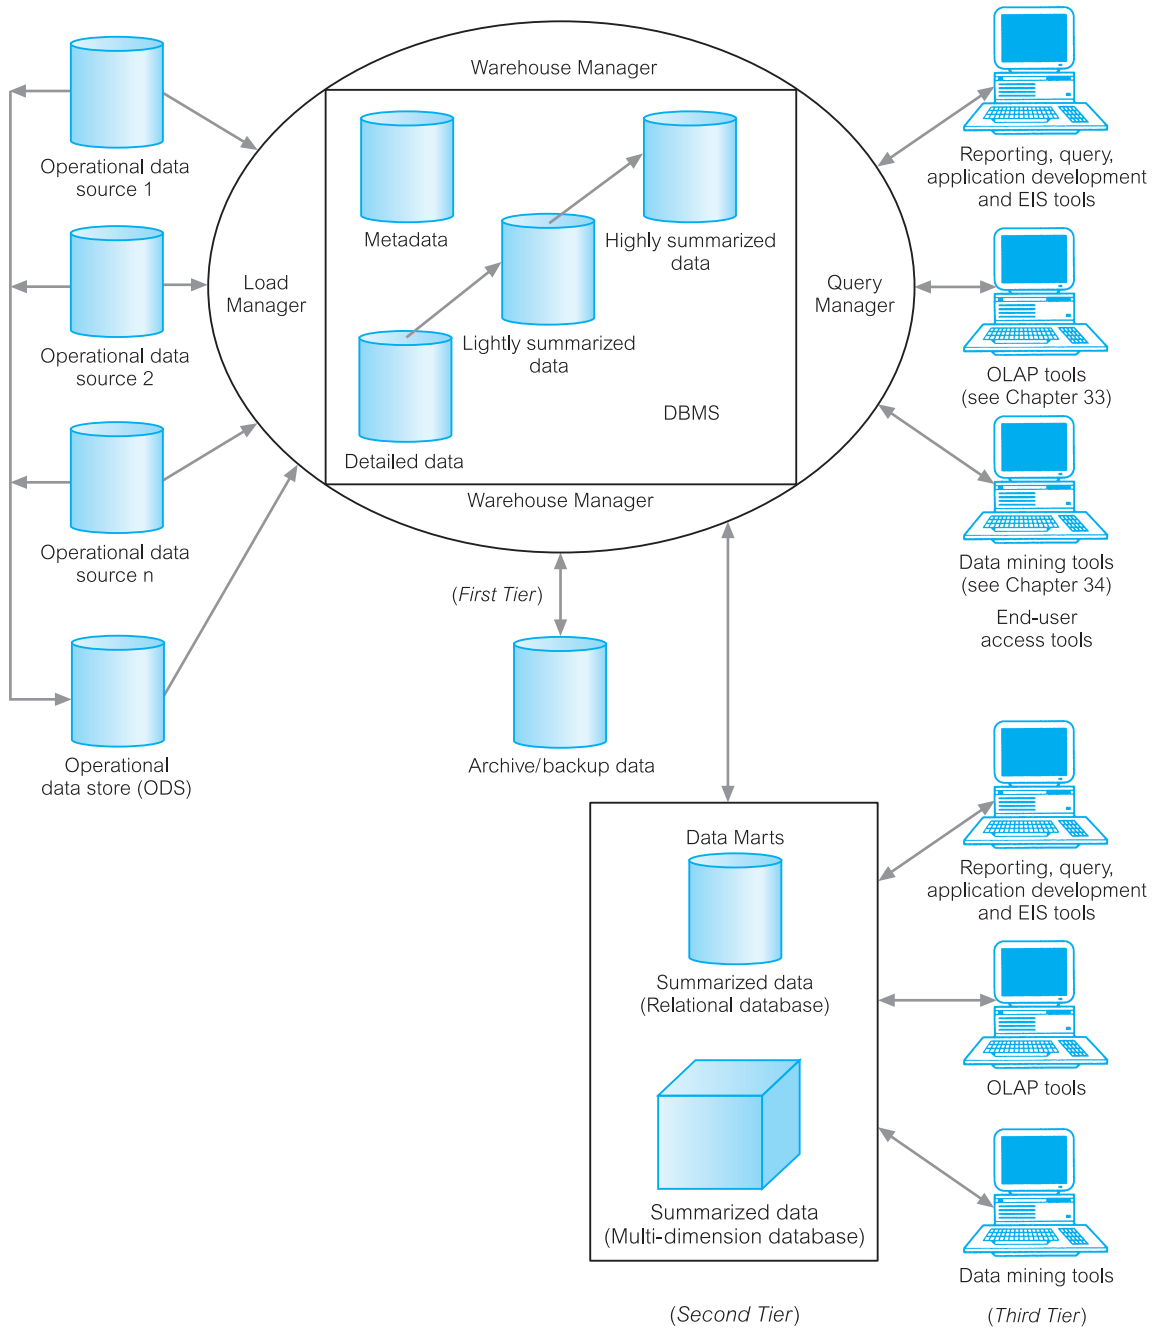 Warehouse Manager
Operational data
source 1
Metadata
Highly summarized
data
Reporting, query,
application development
and EIS tools
Load
Manager
Query
Manager
Operational data
source 2
Lightly summarized
data
OLAP tools
(see Chapter 33)
DBMS
Detailed data
Warehouse Manager
Operational data
source n
Data mining tools
(see Chapter 34)
End-user
access tools
(First Tier)
Operational
data store (ODS)
Archive/backup data
Data Marts
Summarized data
(Relational database)
Reporting, query,
application development
and EIS tools
OLAP tools
Summarized data
(Multi-dimension database)
Data mining tools
(Second Tier)
(Third Tier)